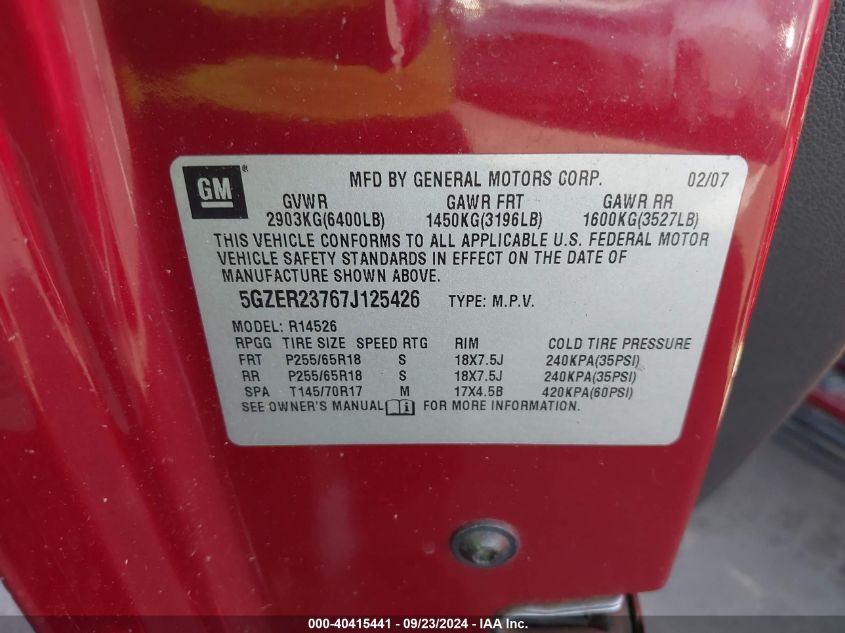 GM
MFD BY GENERAL MOTORS CORP. 02/07
GVWR GAWR FRT GAWR RR
2903KG(6400LB) 1450KG(3196LB) 1600KG(3527LB)
THIS VEHICLE CONFORMS TO ALL APPLICABLE U.S. FEDERAL MOTOR
VEHICLE SAFETY STANDARDS IN EFFECT ON THE DATE OF
MANUFACTURE SHOWN ABOVE.
5GZER23767J125426 TYPE: M.P.V.
MODEL: R14526
RPGG TIRE SIZE SPEED RTG RIM COLD TIRE PRESSURE
FRT P255/65R18 S 18X7.5J 240KPA(35PSI)
RR P255/65R18 S 18X7.5J 240KPA(35PSI)
SPA T145/70R17 M 17X4.5B 420KPA(60PSI)
SEE OWNER'S MANUAL FOR MORE INFORMATION.
000-40415441 - 09/23/2024 - IAA Inc.